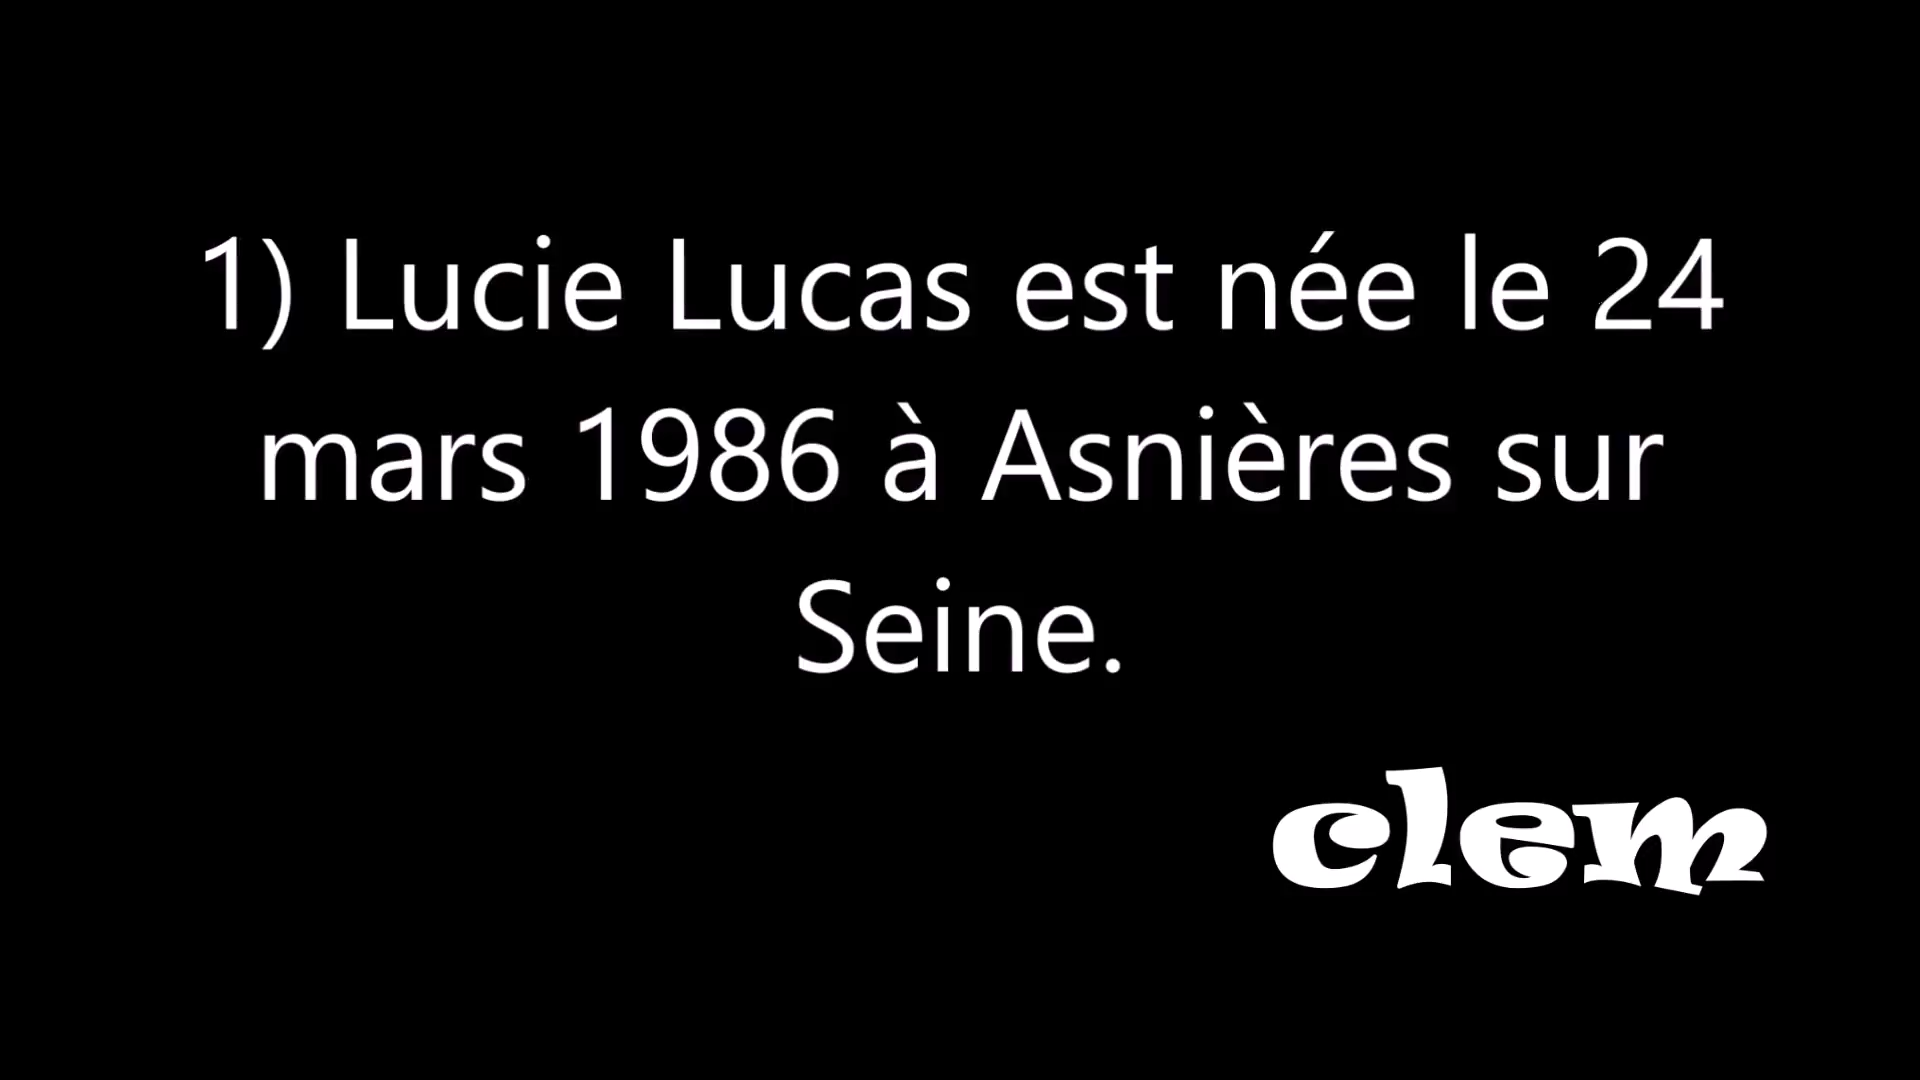 1) Lucie Lucas est née le 24
mars 1986 à Asnières sur
Seine.
clem